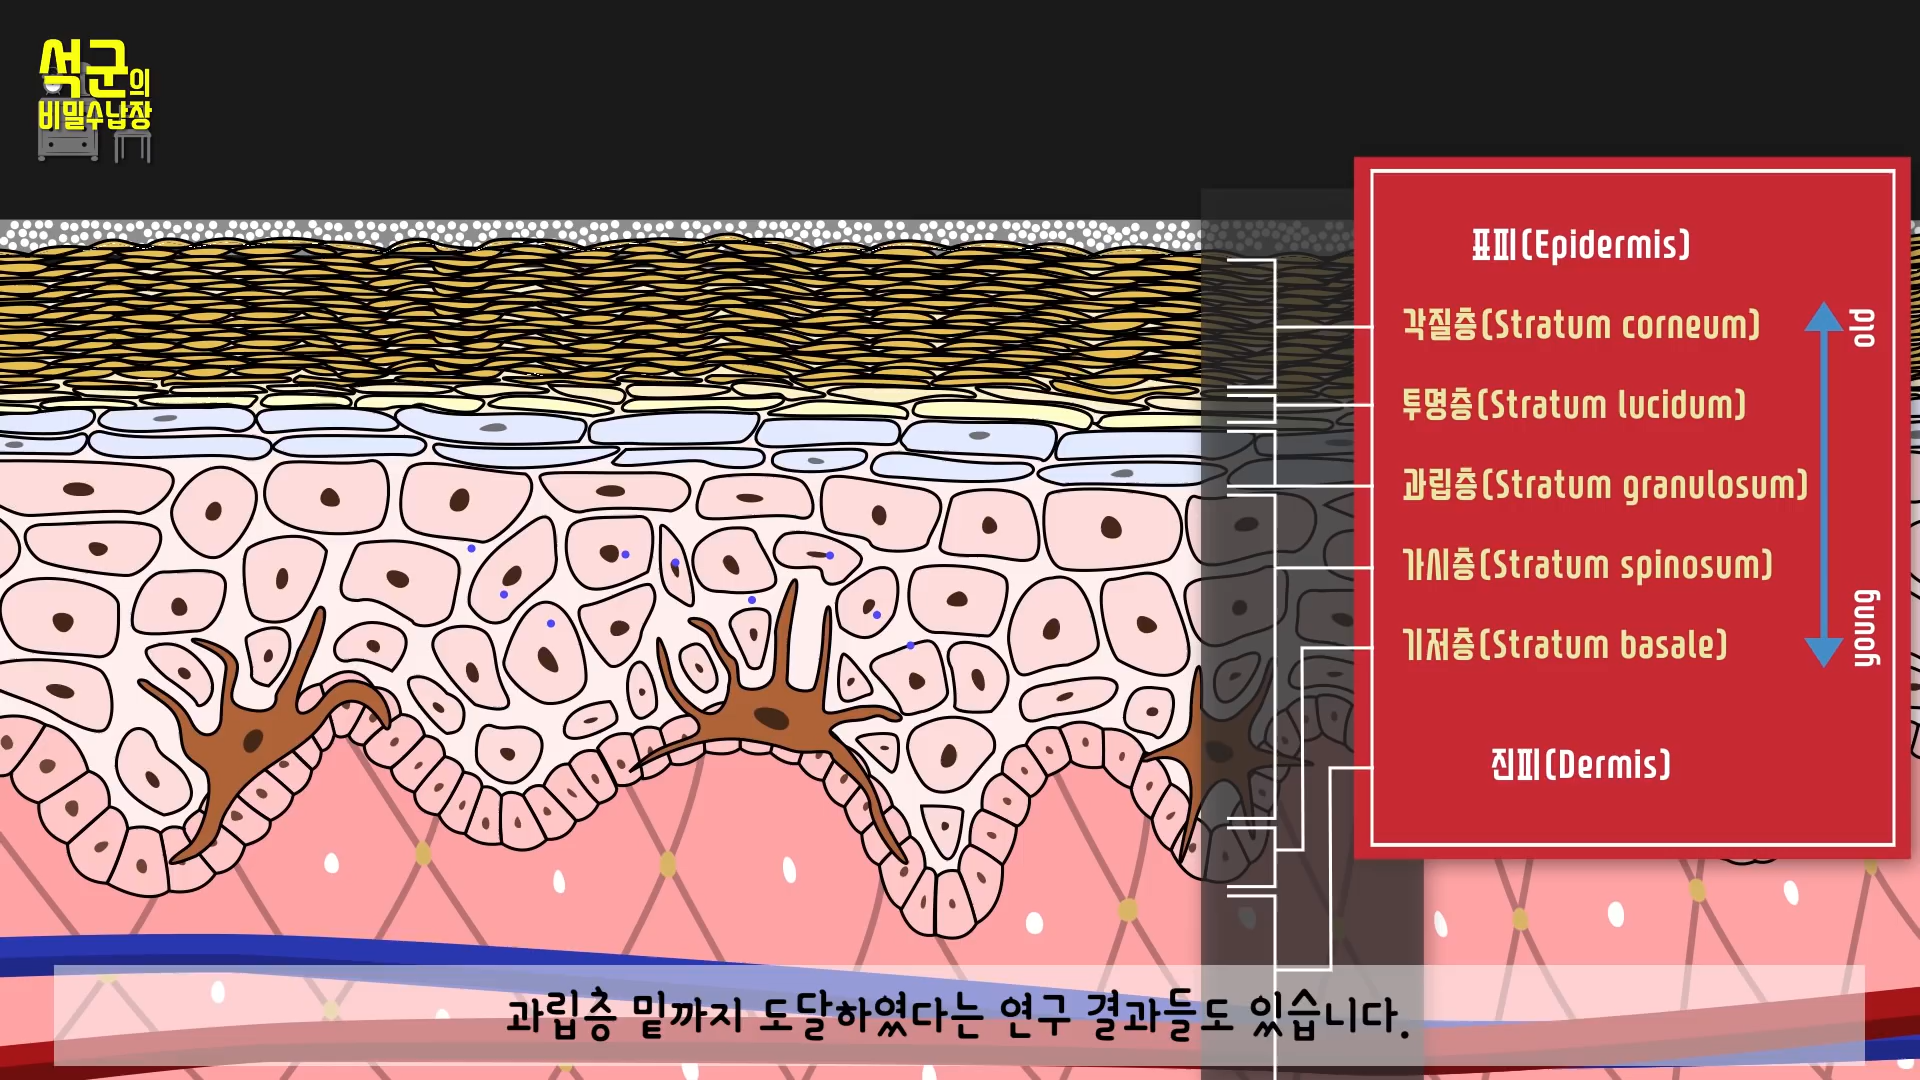 석군의
비밀수납장
표피(Epidermis)
각질층(Stratum corneum)
투명층(Stratum lucidum)
과립층(Stratum granulosum)
가시층(Stratum spinosum)
기저층(Stratum basale)
old
young
진피(Dermis)
과립층 밑까지 도달하였다는 연구 결과들도 있습니다.